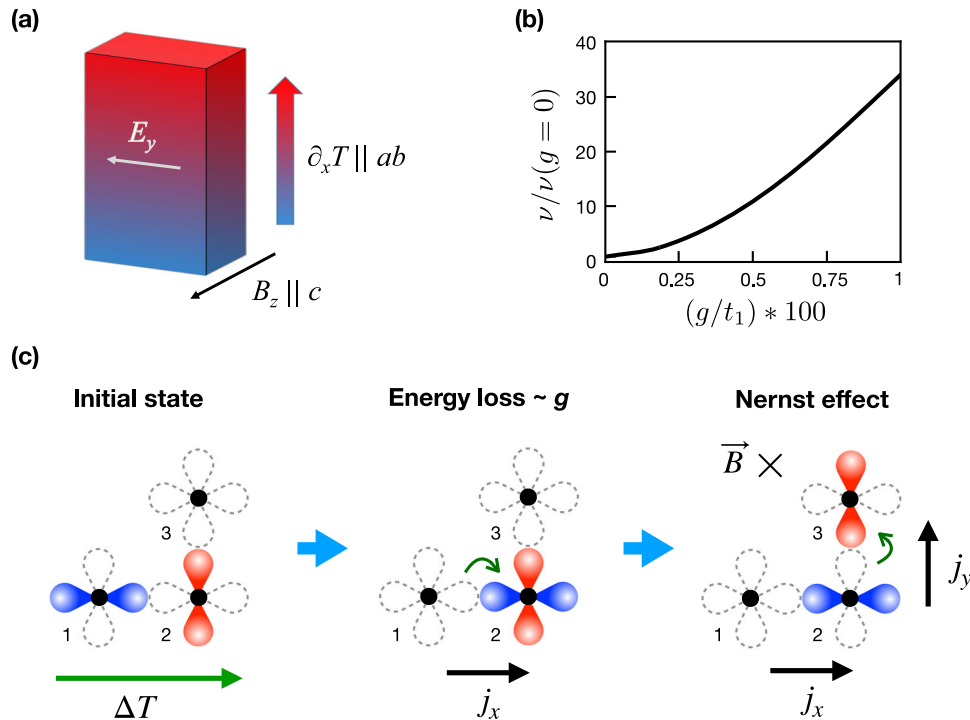 (a)
E_y
∂_xT || ab
B_z || c
(b)
ν/ν(g = 0)
40
30
20
10
0
0
0.25
0.5
0.75
1
(g/t_1) * 100
(c)
Initial state
Energy loss ~ g
Nernst effect
3
1
2
ΔT
3
1
2
j_x
B⃗ ×
3
1
2
j_y
j_x